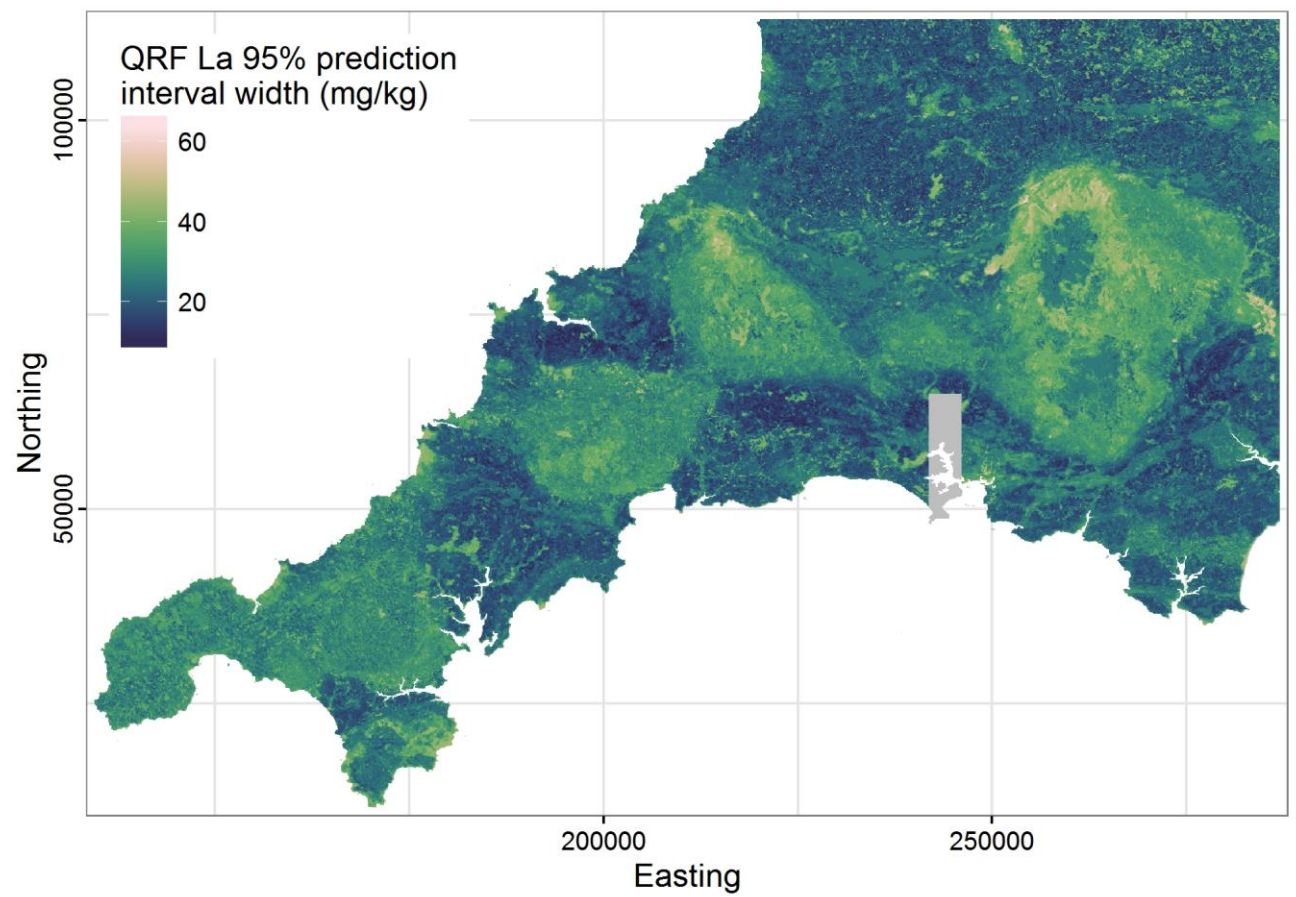 QRF La 95% prediction
interval width (mg/kg)
60
40
20
100000
50000
Northing
200000
250000
Easting